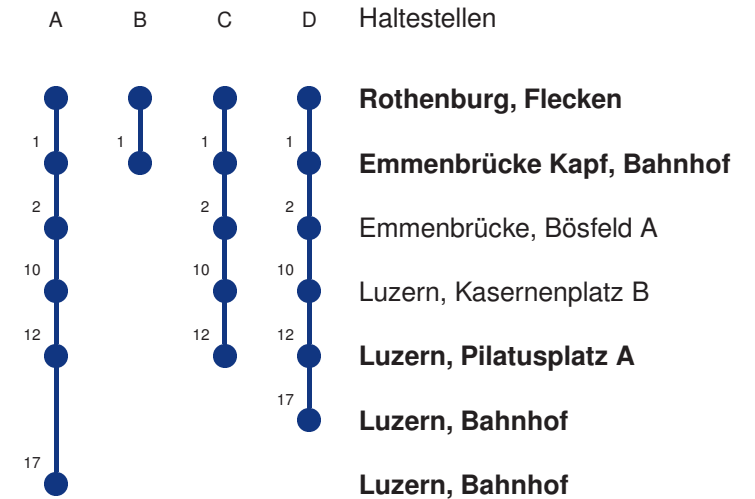 A B C D Haltestellen
Rothenburg, Flecken
1 1 1 1 Emmenbrücke Kapf, Bahnhof
2 2 2 Emmenbrücke, Bösfeld A
10 10 10 Luzern, Kasernenplatz B
12 12 12 Luzern, Pilatusplatz A
17 Luzern, Bahnhof
17 Luzern, Bahnhof